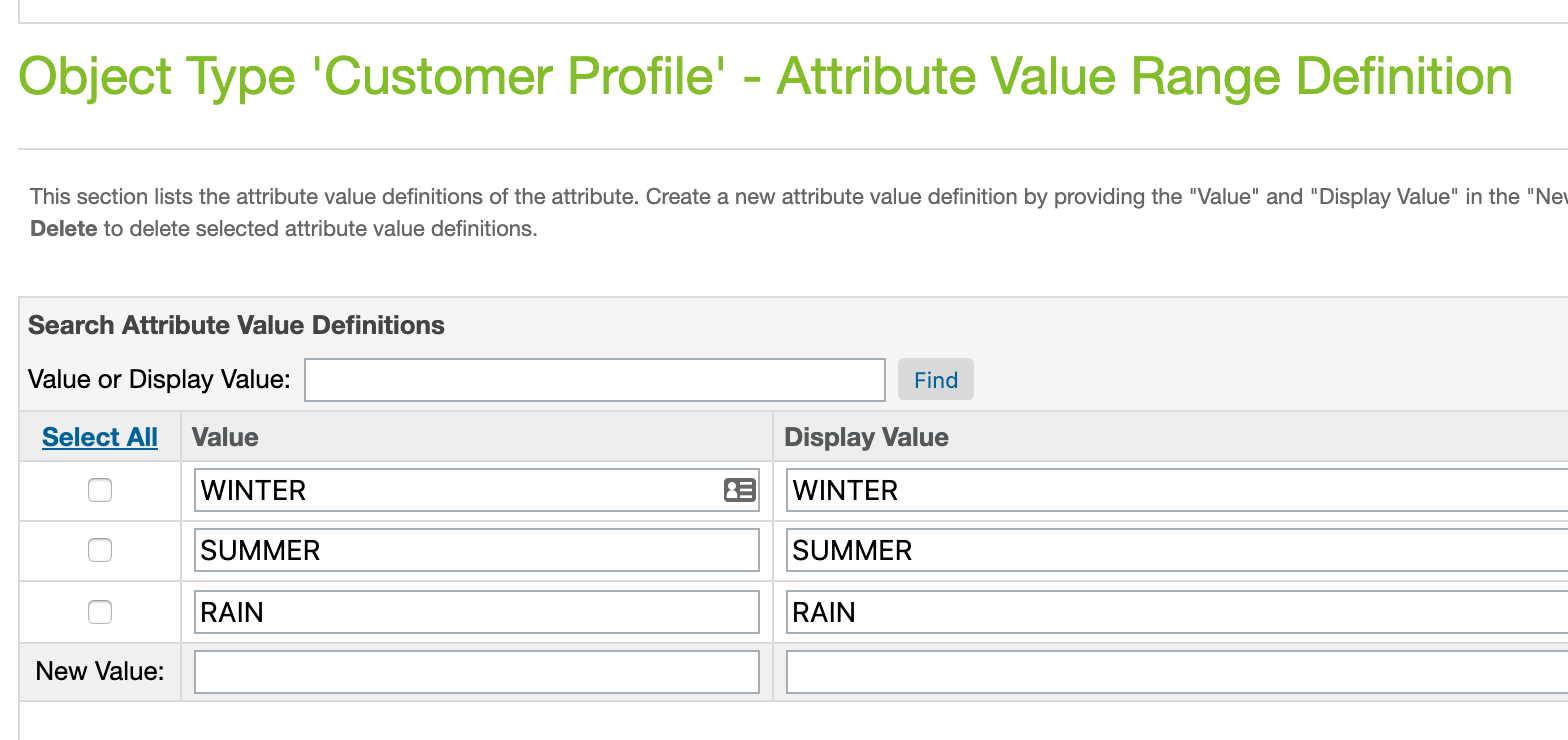 Object Type 'Customer Profile' - Attribute Value Range Definition
This section lists the attribute value definitions of the attribute. Create a new attribute value definition by providing the "Value" and "Display Value" in the "New
Delete to delete selected attribute value definitions.
Search Attribute Value Definitions
Value or Display Value: Find
Select All Value Display Value
WINTER WINTER
SUMMER SUMMER
RAIN RAIN
New Value: